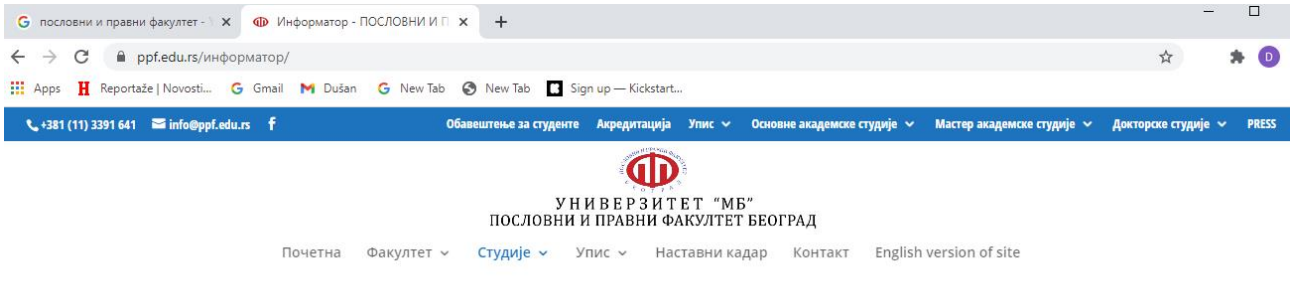 пословни и правни факултет -
Информатор - ПОСЛОВНИ И П
ppf.edu.rs/информатор/
Apps Reportaže | Novosti... Gmail Dušan New Tab New Tab Sign up — Kickstart...
D
+381 (11) 3391 641 info@ppf.edu.rs Обавештење за студенте Акредитација Упис Основне академске студије Мастер академске студије Докторске студије PRESS
УНИВЕРЗИТЕТ "МБ"
ПОСЛОВНИ И ПРАВНИ ФАКУЛТЕТ БЕОГРАД
Почетна Факултет Студије Упис Наставни кадар Контакт English version of site